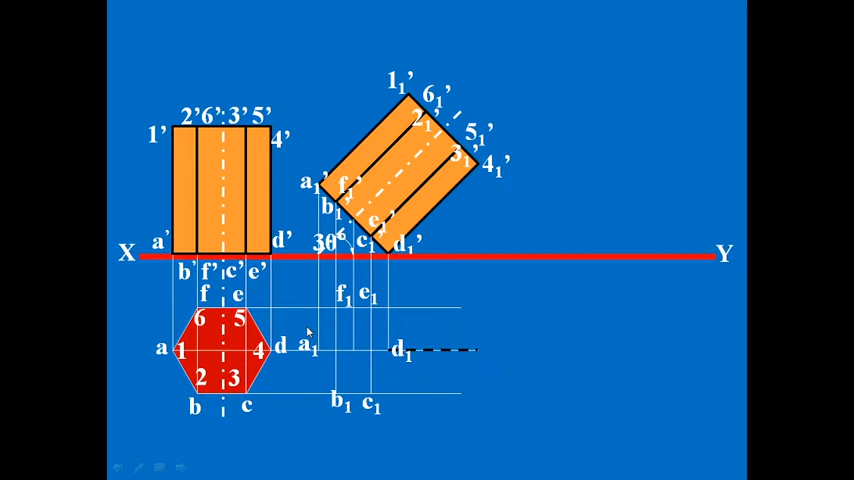 1₁’
6₁’
2’ 6’ 3’ 5’
2₁’
1’
4’
5₁’
3₁’
4₁’
a₁’
f₁’
b₁’
e₁’
a’
d’
30
c₁’
d₁’
X
Y
b’ f’ c’ e’
f e
f₁ e₁
6 5
a 1 4 d
a₁
d₁
2 3
b c
b₁ c₁